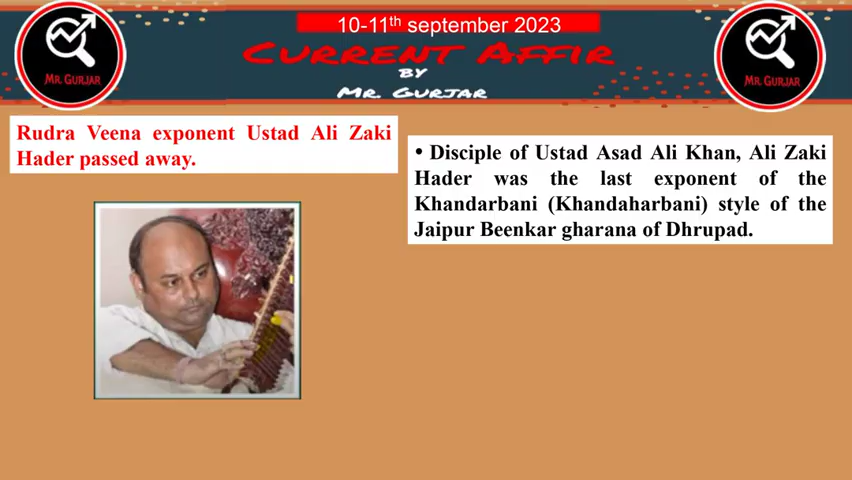 10-11th september 2023
CURRENT AFFIR
BY
MR. GURJAR
MR. GURJAR
MR. GURJAR
Rudra Veena exponent Ustad Ali Zaki
Hader passed away.
• Disciple of Ustad Asad Ali Khan, Ali Zaki
Hader was the last exponent of the
Khandarbani (Khandaharbani) style of the
Jaipur Beenkar gharana of Dhrupad.